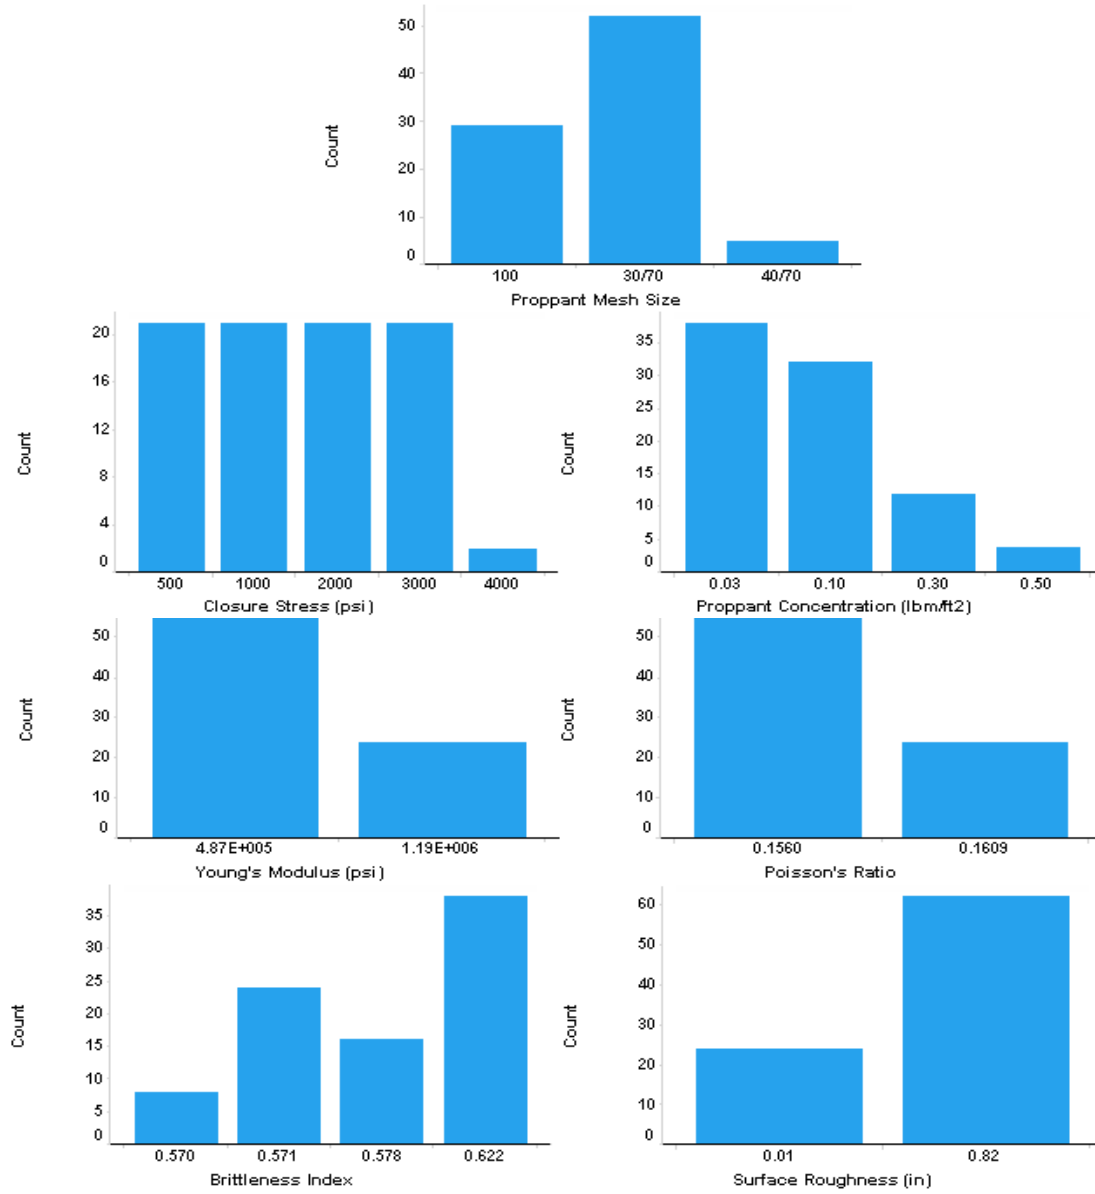 50
40
30
20
10
0
Count
100 30/70 40/70
Proppant Mesh Size
20
16
12
8
4
0
Count
500 1000 2000 3000 4000
Closure Stress (psi)
35
30
25
20
15
10
5
0
Count
0.03 0.10 0.30 0.50
Proppant Concentration (lbm/ft2)
50
40
30
20
10
0
Count
4.87E+005 1.19E+006
Young's Modulus (psi)
50
40
30
20
10
0
Count
0.1560 0.1609
Poisson's Ratio
35
30
25
20
15
10
5
0
Count
0.570 0.571 0.578 0.622
Brittleness Index
60
50
40
30
20
10
0
Count
0.01 0.82
Surface Roughness (in)